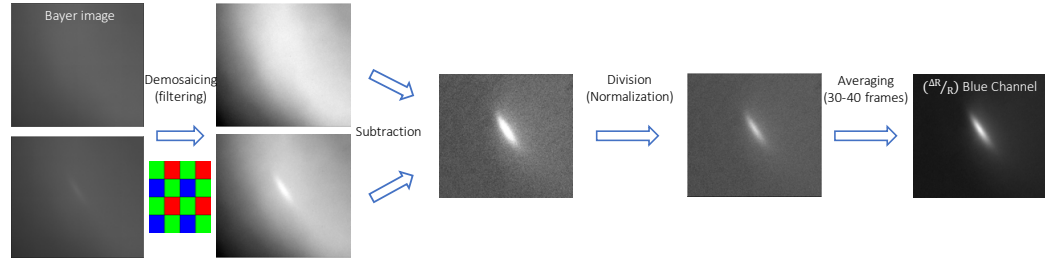 Bayer image
Demosaicing
(filtering)
Subtraction
Division
(Normalization)
Averaging
(30-40 frames)
(ΔR/R) Blue Channel